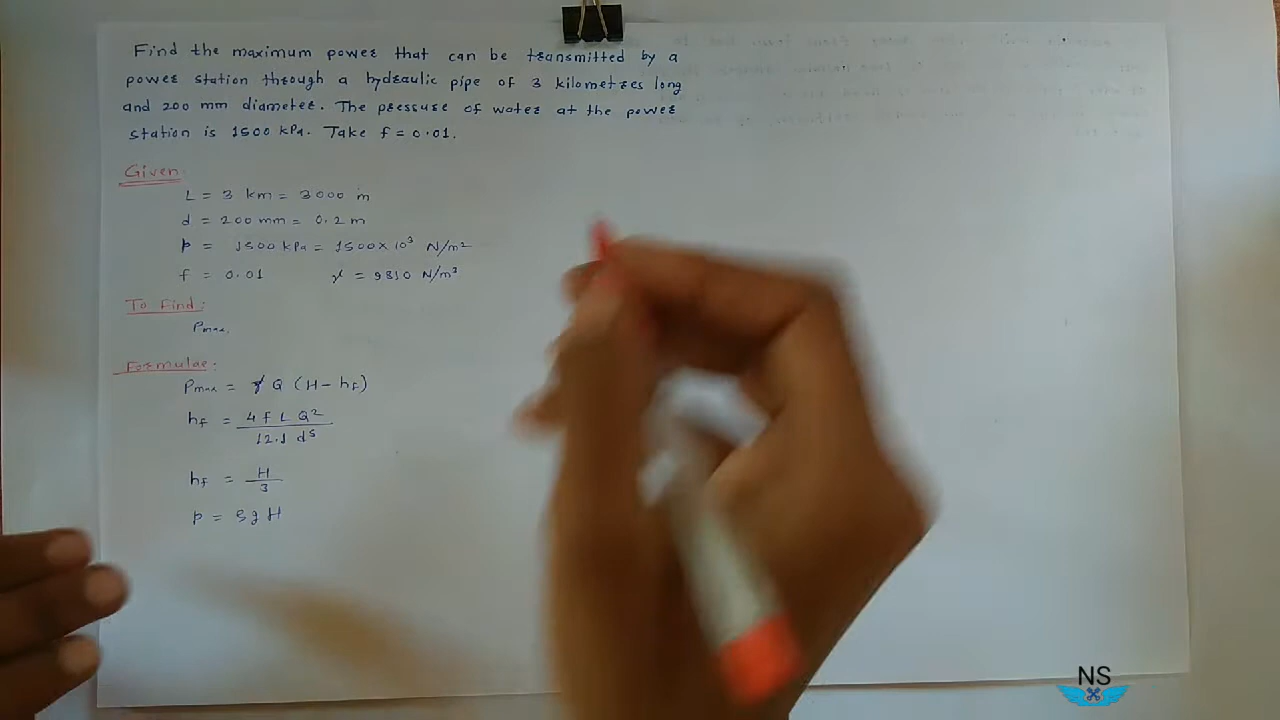 Find the maximum power that can be transmitted by a
power station through a hydraulic pipe of 3 kilometres long
and 200 mm diameter. The pressure of water at the power
station is 1500 kPa. Take f = 0.01.
Given:
L = 3 km = 3000 m
d = 200 mm = 0.2 m
p = 1500 kPa = 1500 × 10³ N/m²
f = 0.01 γ = 9810 N/m³
To Find:
Pmax,
Formulae:
Pmax = γ Q (H - hf)
hf = 4 f L Q² / 12.1 d⁵
hf = H / 3
p = ρ g H
NS